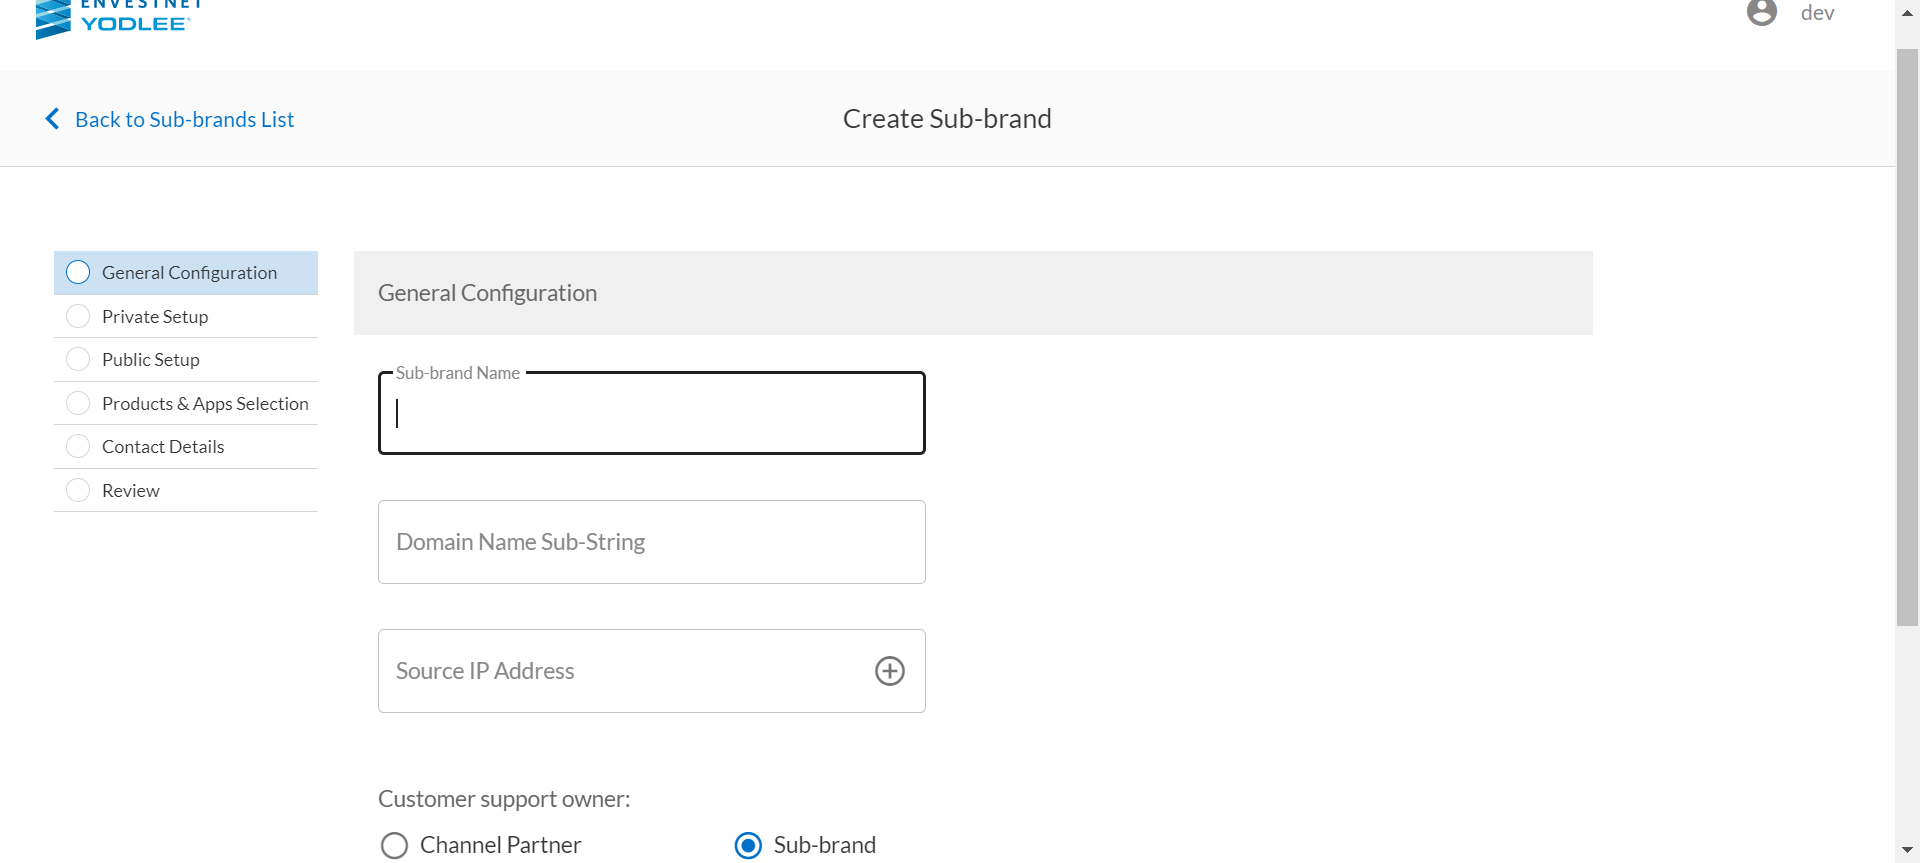 ENVESTNET
YODLEE
dev
Back to Sub-brands List
Create Sub-brand
General Configuration
Private Setup
Public Setup
Products & Apps Selection
Contact Details
Review
General Configuration
Sub-brand Name
Domain Name Sub-String
Source IP Address
Customer support owner:
Channel Partner
Sub-brand